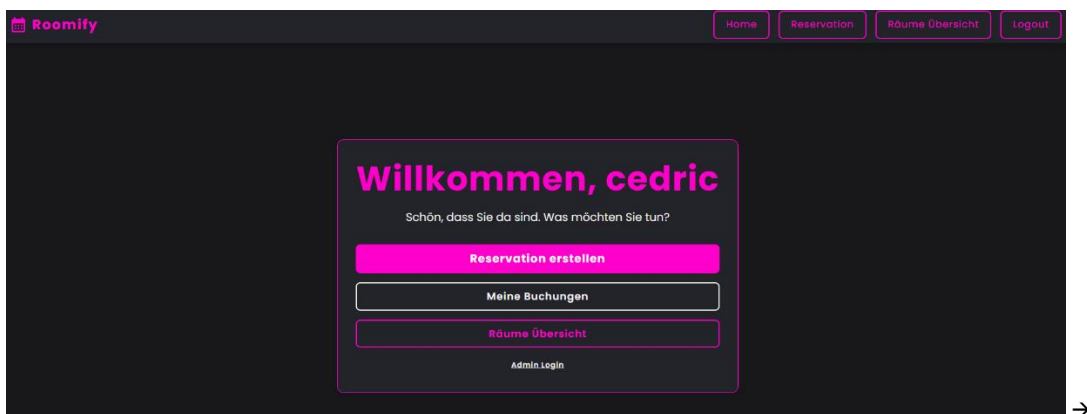 Roomify
Home Reservation Räume Übersicht Logout
Willkommen, cedric
Schön, dass Sie da sind. Was möchten Sie tun?
Reservation erstellen
Meine Buchungen
Räume Übersicht
Admin Login
→